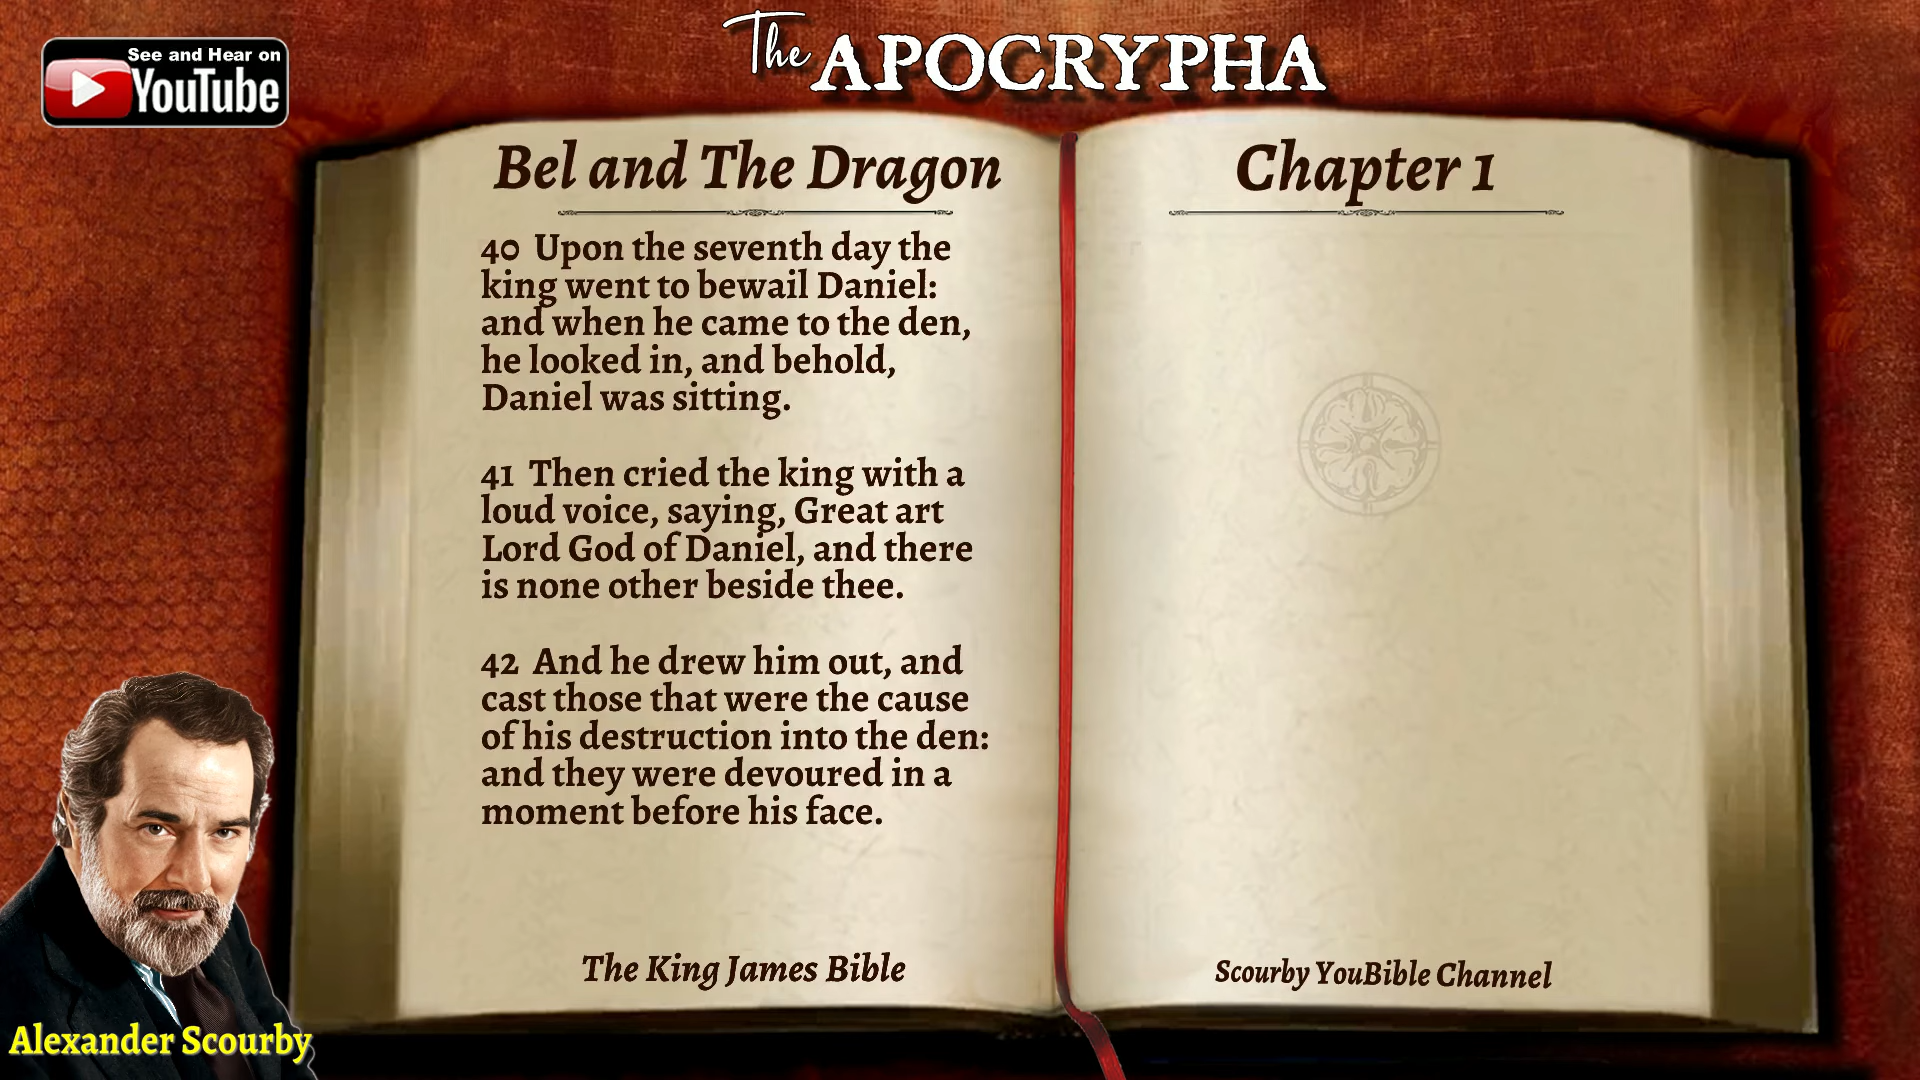 The APOCRYPHA
See and Hear on
YouTube
Bel and The Dragon
40 Upon the seventh day the
king went to bewail Daniel:
and when he came to the den,
he looked in, and behold,
Daniel was sitting.
41 Then cried the king with a
loud voice, saying, Great art
Lord God of Daniel, and there
is none other beside thee.
42 And he drew him out, and
cast those that were the cause
of his destruction into the den:
and they were devoured in a
moment before his face.
The King James Bible
Chapter 1
Scourby YouBible Channel
Alexander Scourby